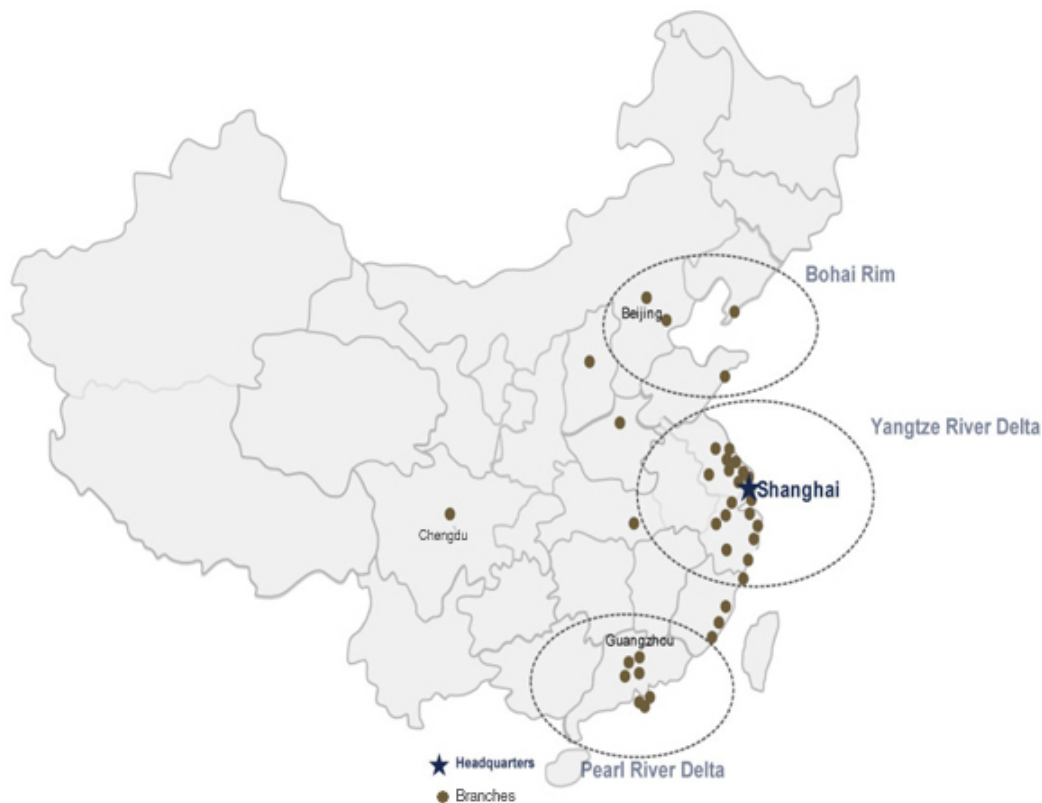 Bohai Rim
Beijing
Yangtze River Delta
Shanghai
Chengdu
Guangzhou
Headquarters
Pearl River Delta
Branches